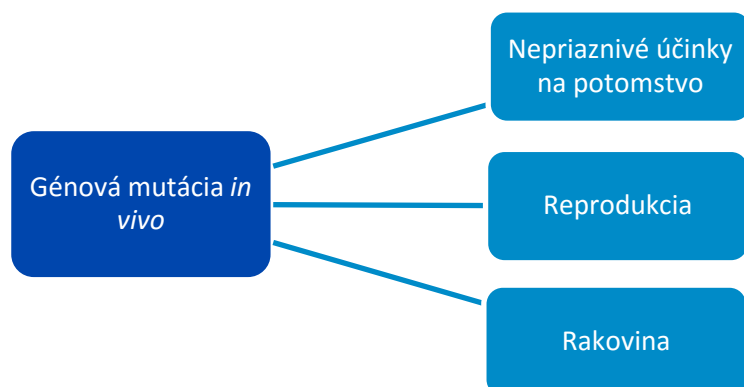 Nepriaznivé účinky
na potomstvo
Génová mutácia in
vivo
Reprodukcia
Rakovina